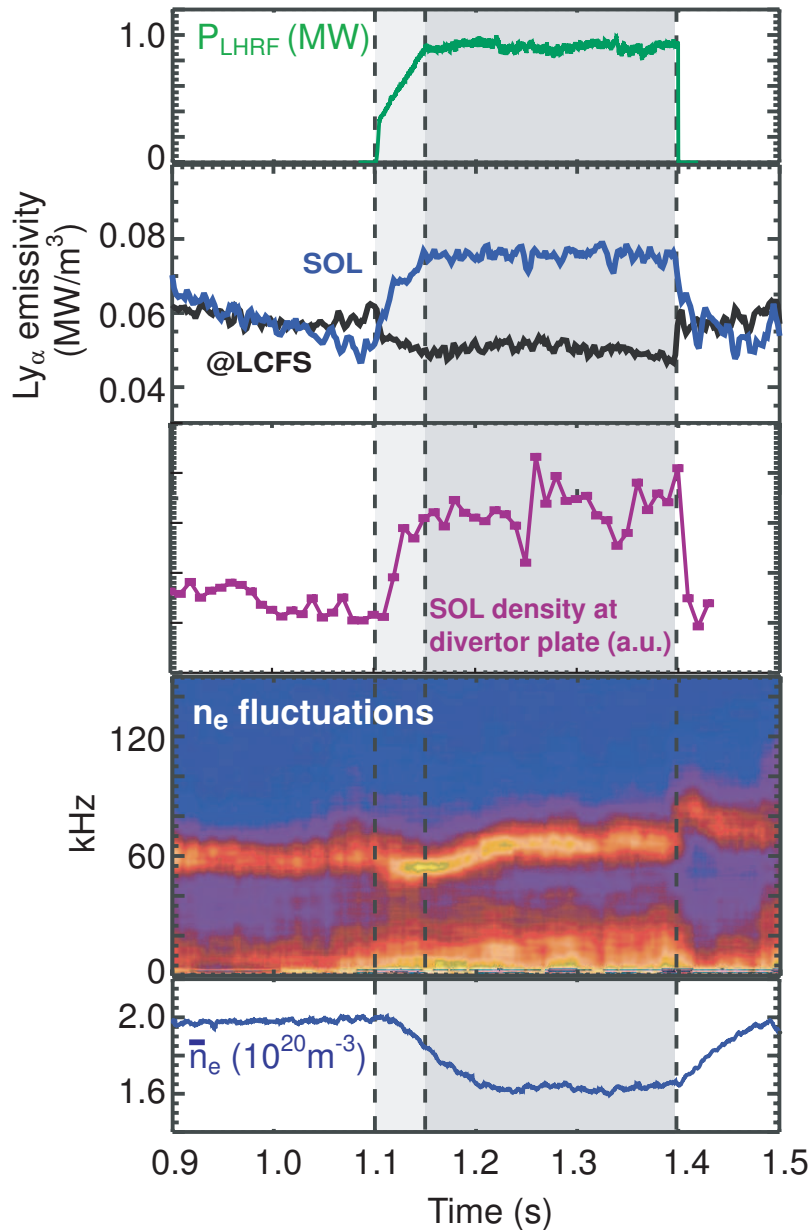 P_LHRF (MW)
1.0
0
Ly_α emissivity
(MW/m^3)
0.08
0.06
0.04
SOL
@LCFS
SOL density at
divertor plate (a.u.)
n_e fluctuations
kHz
120
60
0
2.0
1.6
n̄_e (10^20 m^-3)
0.9 1.0 1.1 1.2 1.3 1.4 1.5
Time (s)